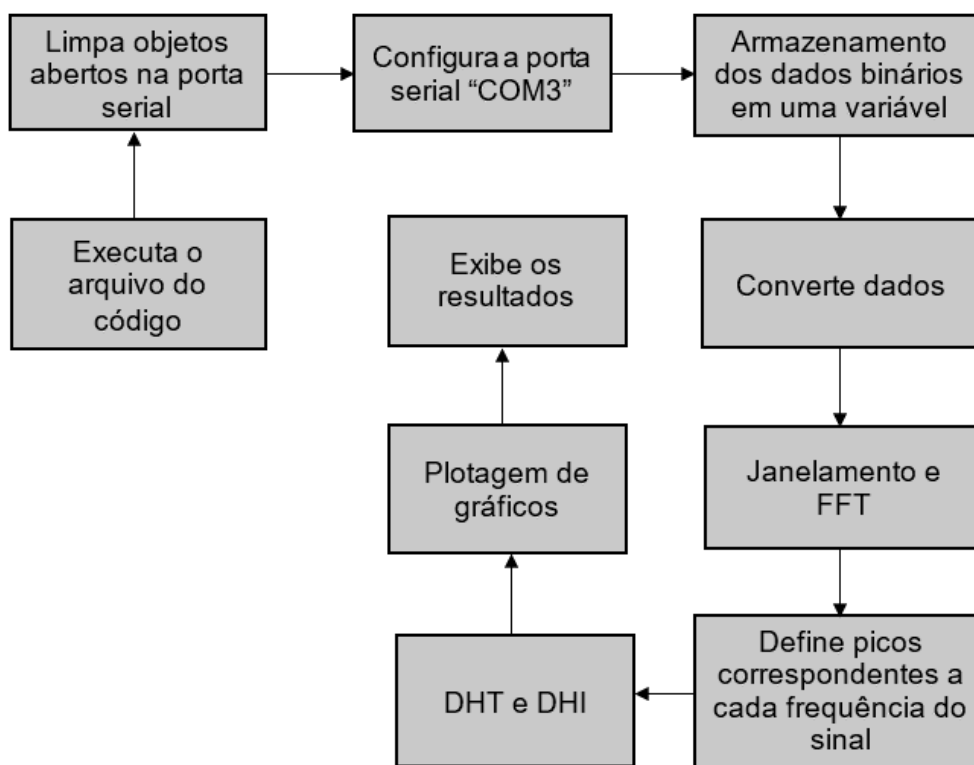 Limpa objetos
abertos na porta
serial
Configura a porta
serial “COM3”
Armazenamento
dos dados binários
em uma variável
Executa o
arquivo do
código
Exibe os
resultados
Converte dados
Plotagem de
gráficos
Janelamento e
FFT
DHT e DHI
Define picos
correspondentes a
cada frequência do
sinal